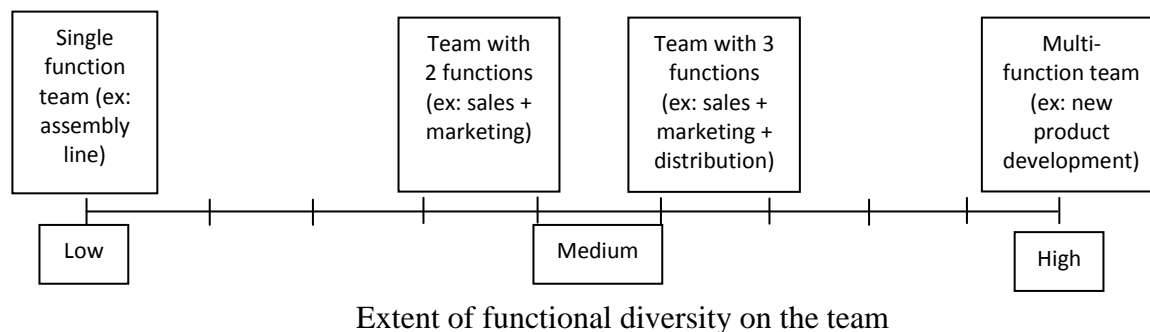 Single
function
team (ex:
assembly
line)
Team with
2 functions
(ex: sales +
marketing)
Team with 3
functions
(ex: sales +
marketing +
distribution)
Multi-
function team
(ex: new
product
development)
Low
Medium
High
Extent of functional diversity on the team